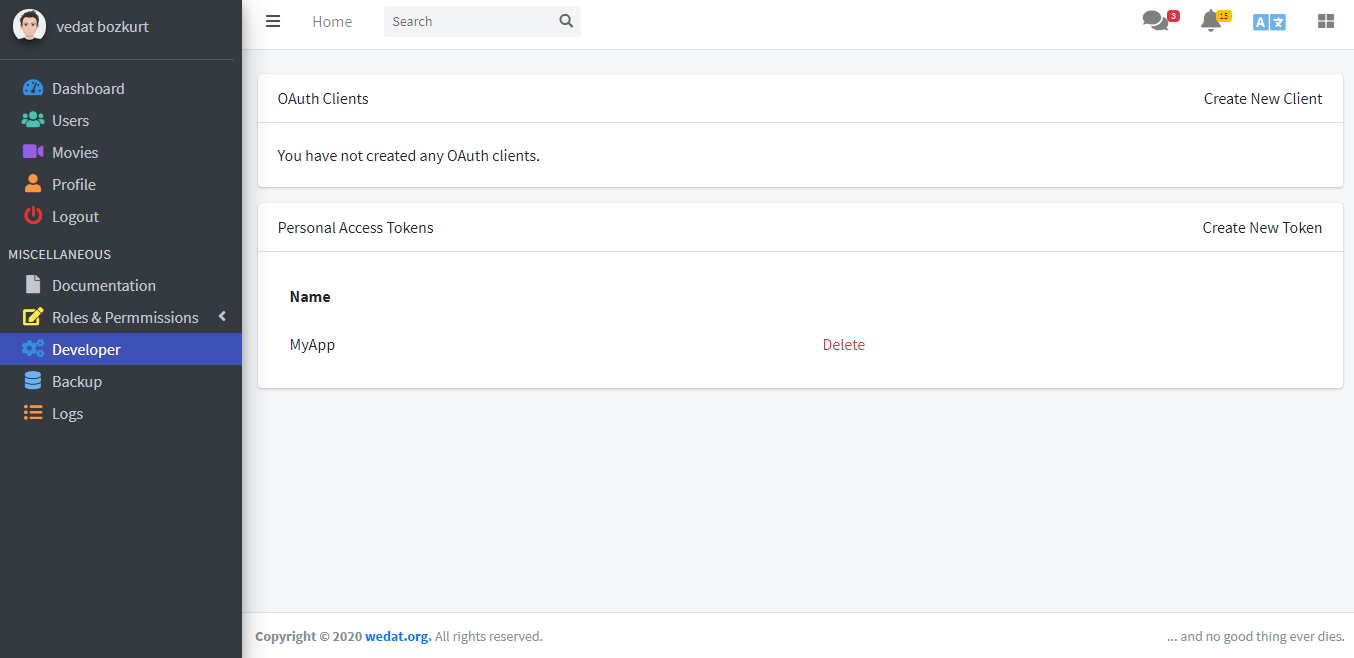 vedat bozkurt
Dashboard
Users
Movies
Profile
Logout
MISCELLANEOUS
Documentation
Roles & Permmissions
Developer
Backup
Logs
Home
Search
3
15
A
OAuth Clients
Create New Client
You have not created any OAuth clients.
Personal Access Tokens
Create New Token
Name
MyApp
Delete
Copyright © 2020 wedat.org. All rights reserved.
... and no good thing ever dies.